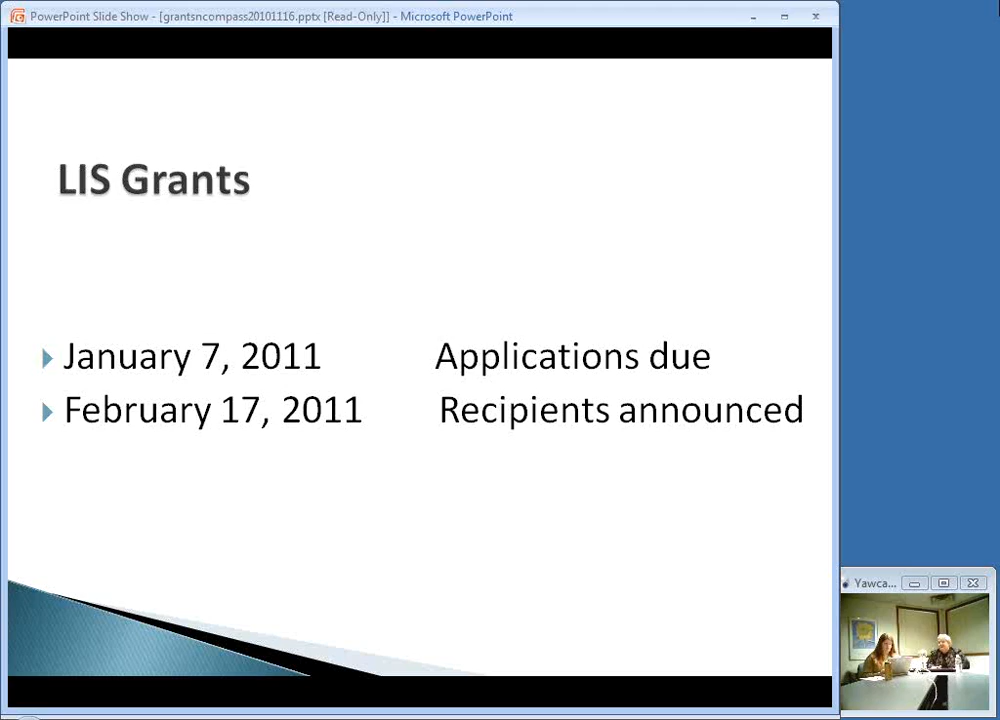 PowerPoint Slide Show - [grantsncompass20101116.pptx [Read-Only]] - Microsoft PowerPoint
LIS Grants
January 7, 2011 Applications due
February 17, 2011 Recipients announced
Yawca...